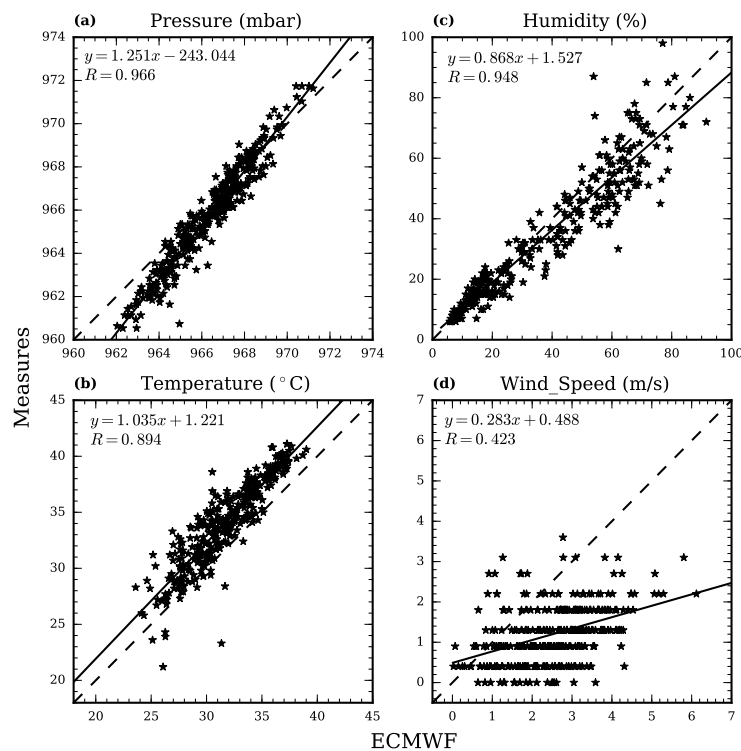 (a) Pressure (mbar)
y = 1.251x − 243.044
R = 0.966
974
972
970
968
966
964
962
960
960 962 964 966 968 970 972 974
(c) Humidity (%)
y = 0.868x + 1.527
R = 0.948
100
80
60
40
20
0
0 20 40 60 80 100
Measures
(b) Temperature (°C)
y = 1.035x + 1.221
R = 0.894
45
40
35
30
25
20
20 25 30 35 40 45
(d) Wind_Speed (m/s)
y = 0.283x + 0.488
R = 0.423
7
6
5
4
3
2
1
0
0 1 2 3 4 5 6 7
ECMWF